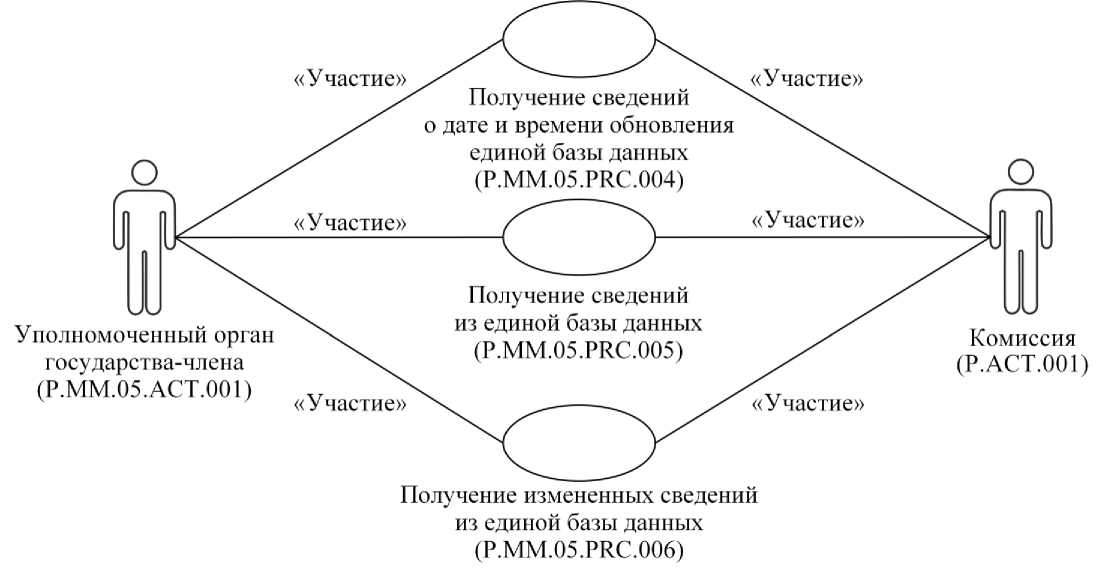 «Участие»
«Участие»
Получение сведений
о дате и времени обновления
единой базы данных
(P.MM.05.PRC.004)
«Участие»
«Участие»
Получение сведений
из единой базы данных
(P.MM.05.PRC.005)
Уполномоченный орган
государства-члена
(P.MM.05.ACT.001)
Комиссия
(P.ACT.001)
«Участие»
«Участие»
Получение измененных сведений
из единой базы данных
(P.MM.05.PRC.006)